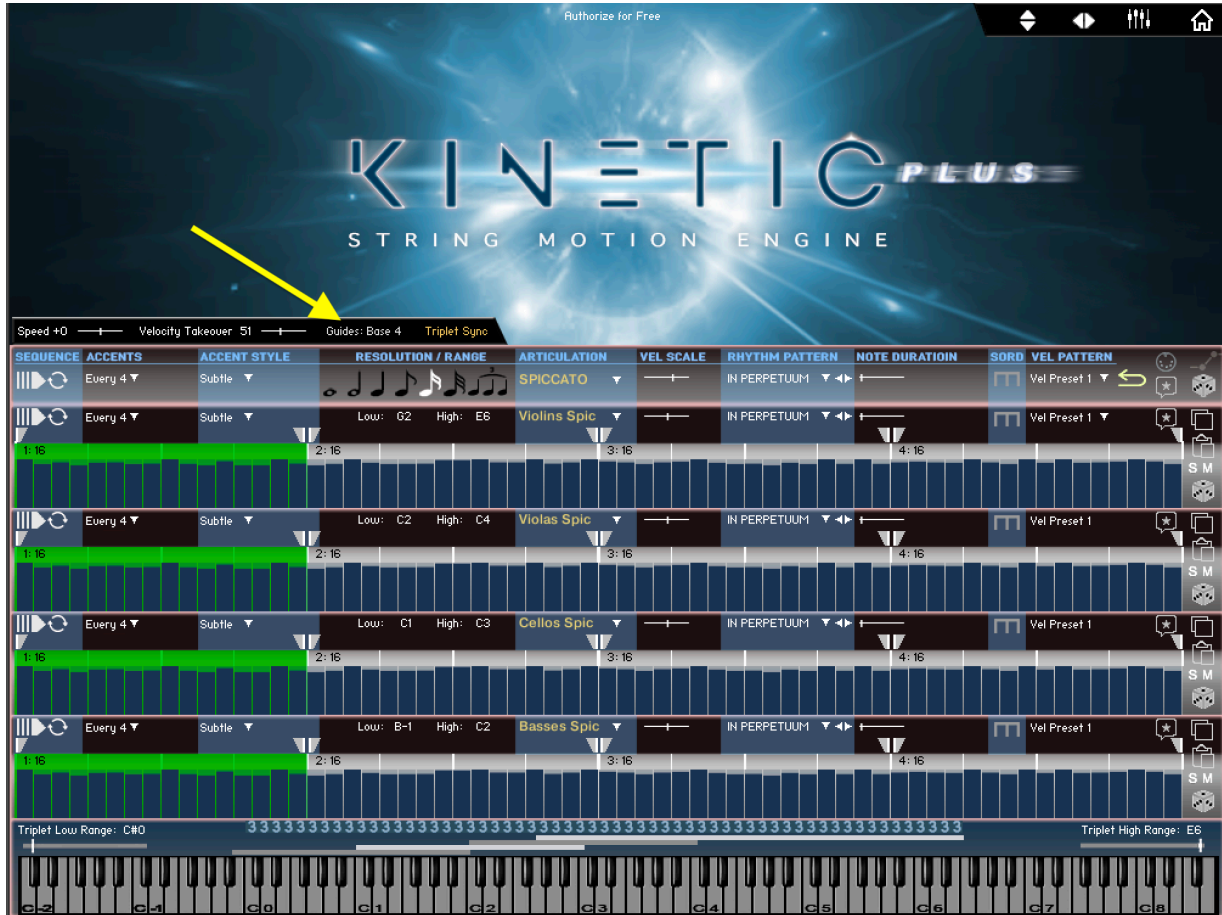 Authorize for Free
KINETIC PLUS
STRING MOTION ENGINE
Speed +0 Velocity Takeover 51 Guides: Base 4 Triplet Sync
SEQUENCE ACCENTS ACCENT STYLE RESOLUTION / RANGE ARTICULATION VEL SCALE RHYTHM PATTERN NOTE DURATIOIN SORD VEL PATTERN
Every 4 Subtle 3 SPICCATO IN PERPETUUM Vel Preset 1
Every 4 Subtle Low: G2 High: E6 Violins Spic IN PERPETUUM Vel Preset 1
1: 16 2: 16 3: 16 4: 16
S M
Every 4 Subtle Low: C2 High: C4 Violas Spic IN PERPETUUM Vel Preset 1
1: 16 2: 16 3: 16 4: 16
S M
Every 4 Subtle Low: C1 High: C3 Cellos Spic IN PERPETUUM Vel Preset 1
1: 16 2: 16 3: 16 4: 16
S M
Every 4 Subtle Low: B-1 High: C2 Basses Spic IN PERPETUUM Vel Preset 1
1: 16 2: 16 3: 16 4: 16
S M
Triplet Low Range: C#0 Triplet High Range: E6
C-2 C-1 C0 C1 C2 C3 C4 C5 C6 C7 C8